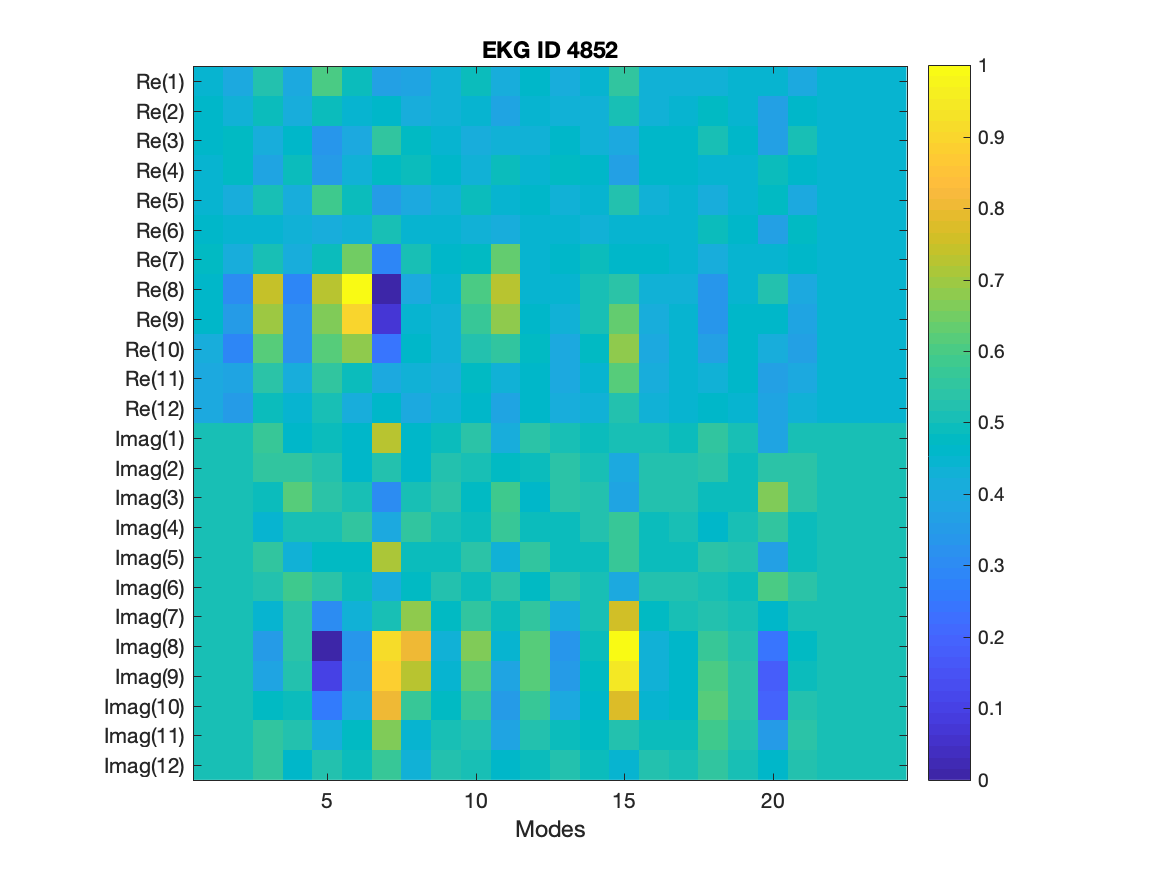 EKG ID 4852
Re(1)
Re(2)
Re(3)
Re(4)
Re(5)
Re(6)
Re(7)
Re(8)
Re(9)
Re(10)
Re(11)
Re(12)
Imag(1)
Imag(2)
Imag(3)
Imag(4)
Imag(5)
Imag(6)
Imag(7)
Imag(8)
Imag(9)
Imag(10)
Imag(11)
Imag(12)
5 10 15 20
Modes
1
0.9
0.8
0.7
0.6
0.5
0.4
0.3
0.2
0.1
0